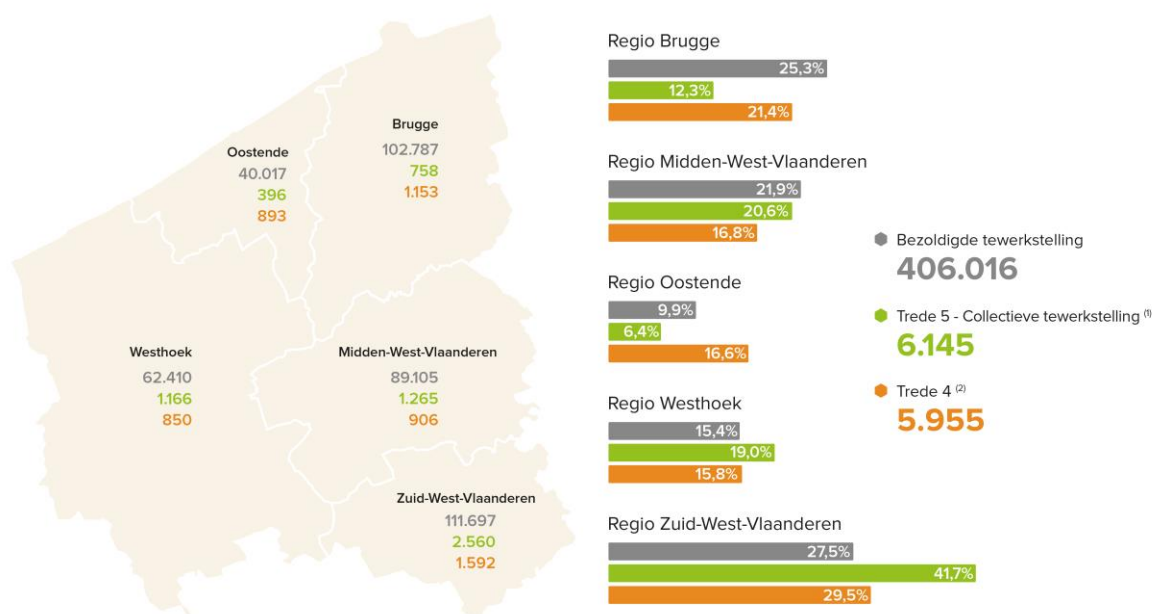 Brugge
102.787
758
1.153
Oostende
40.017
396
893
Westhoek
62.410
1.166
850
Midden-West-Vlaanderen
89.105
1.265
906
Zuid-West-Vlaanderen
111.697
2.560
1.592
Regio Brugge
25,3%
12,3%
21,4%
Regio Midden-West-Vlaanderen
21,9%
20,6%
16,8%
Regio Oostende
9,9%
6,4%
16,6%
Regio Westhoek
15,4%
19,0%
15,8%
Regio Zuid-West-Vlaanderen
27,5%
41,7%
29,5%
Bezoldigde tewerkstelling
406.016
Trede 5 - Collectieve tewerkstelling (1)
6.145
Trede 4 (2)
5.955